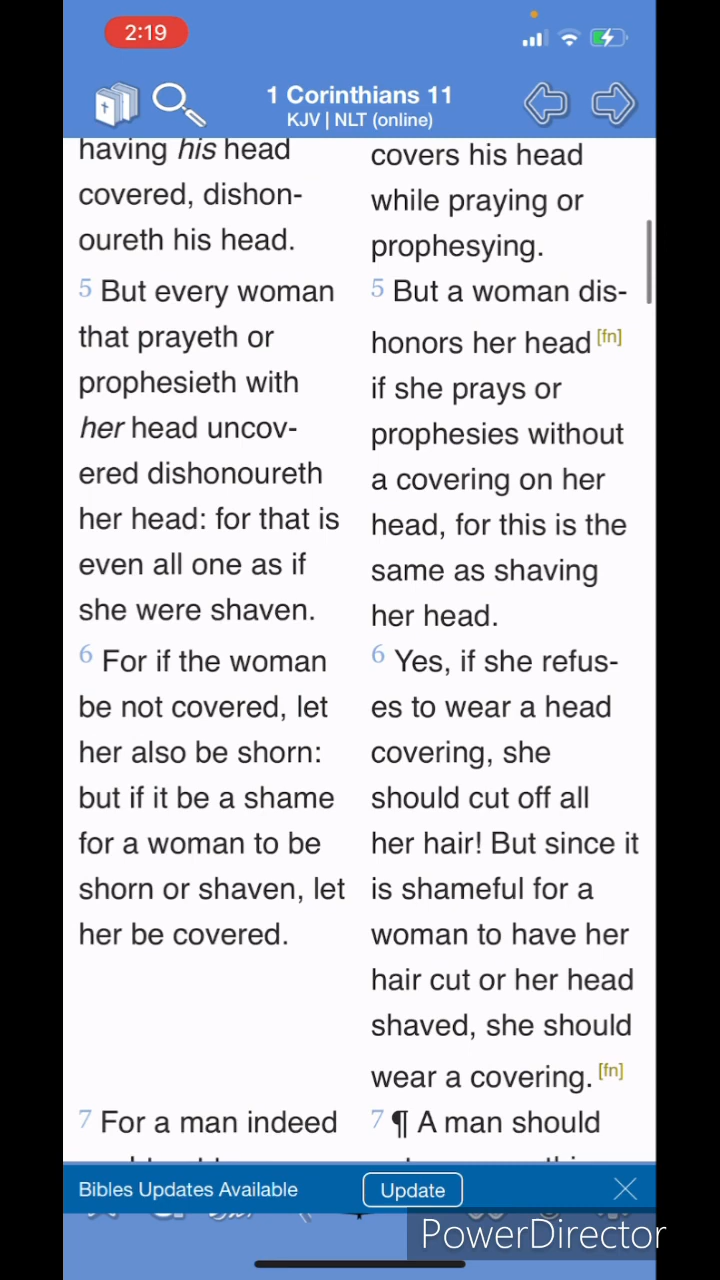 2:19
1 Corinthians 11
KJV | NLT (online)
having his head
covered, dishon-
oureth his head.
5 But every woman
that prayeth or
prophesieth with
her head uncov-
ered dishonoureth
her head: for that is
even all one as if
she were shaven.
6 For if the woman
be not covered, let
her also be shorn:
but if it be a shame
for a woman to be
shorn or shaven, let
her be covered.
7 For a man indeed
covers his head
while praying or
prophesying.
5 But a woman dis-
honors her head [fn]
if she prays or
prophesies without
a covering on her
head, for this is the
same as shaving
her head.
6 Yes, if she refus-
es to wear a head
covering, she
should cut off all
her hair! But since it
is shameful for a
woman to have her
hair cut or her head
shaved, she should
wear a covering. [fn]
7 ¶ A man should
Bibles Updates Available
Update
PowerDirector